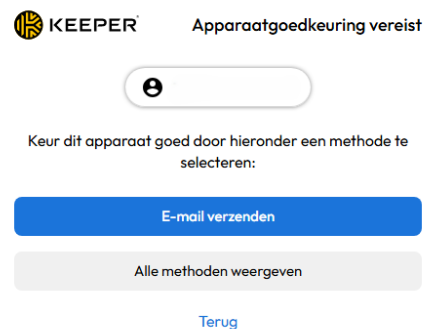 KEEPER Apparaatgoedkeuring vereist
Keur dit apparaat goed door hieronder een methode te
selecteren:
E-mail verzenden
Alle methoden weergeven
Terug